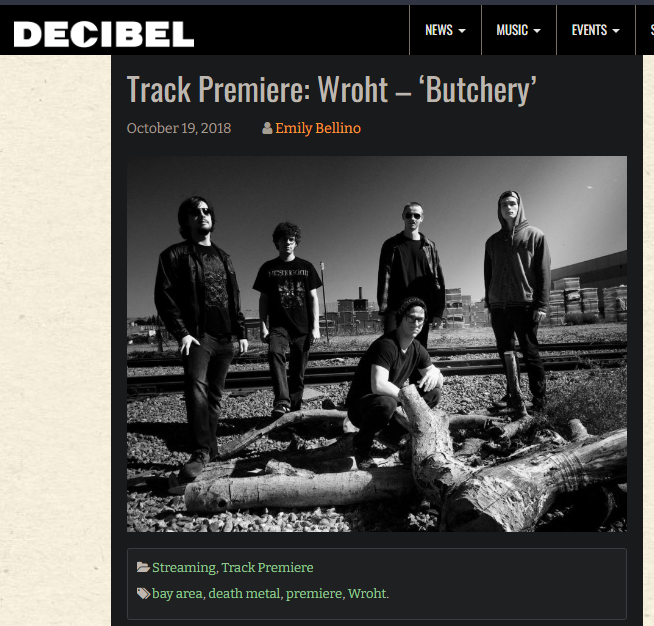 DECIBEL
NEWS MUSIC EVENTS
Track Premiere: Wroht – ‘Butchery’
October 19, 2018 Emily Bellino
Streaming, Track Premiere
bay area, death metal, premiere, Wroht.